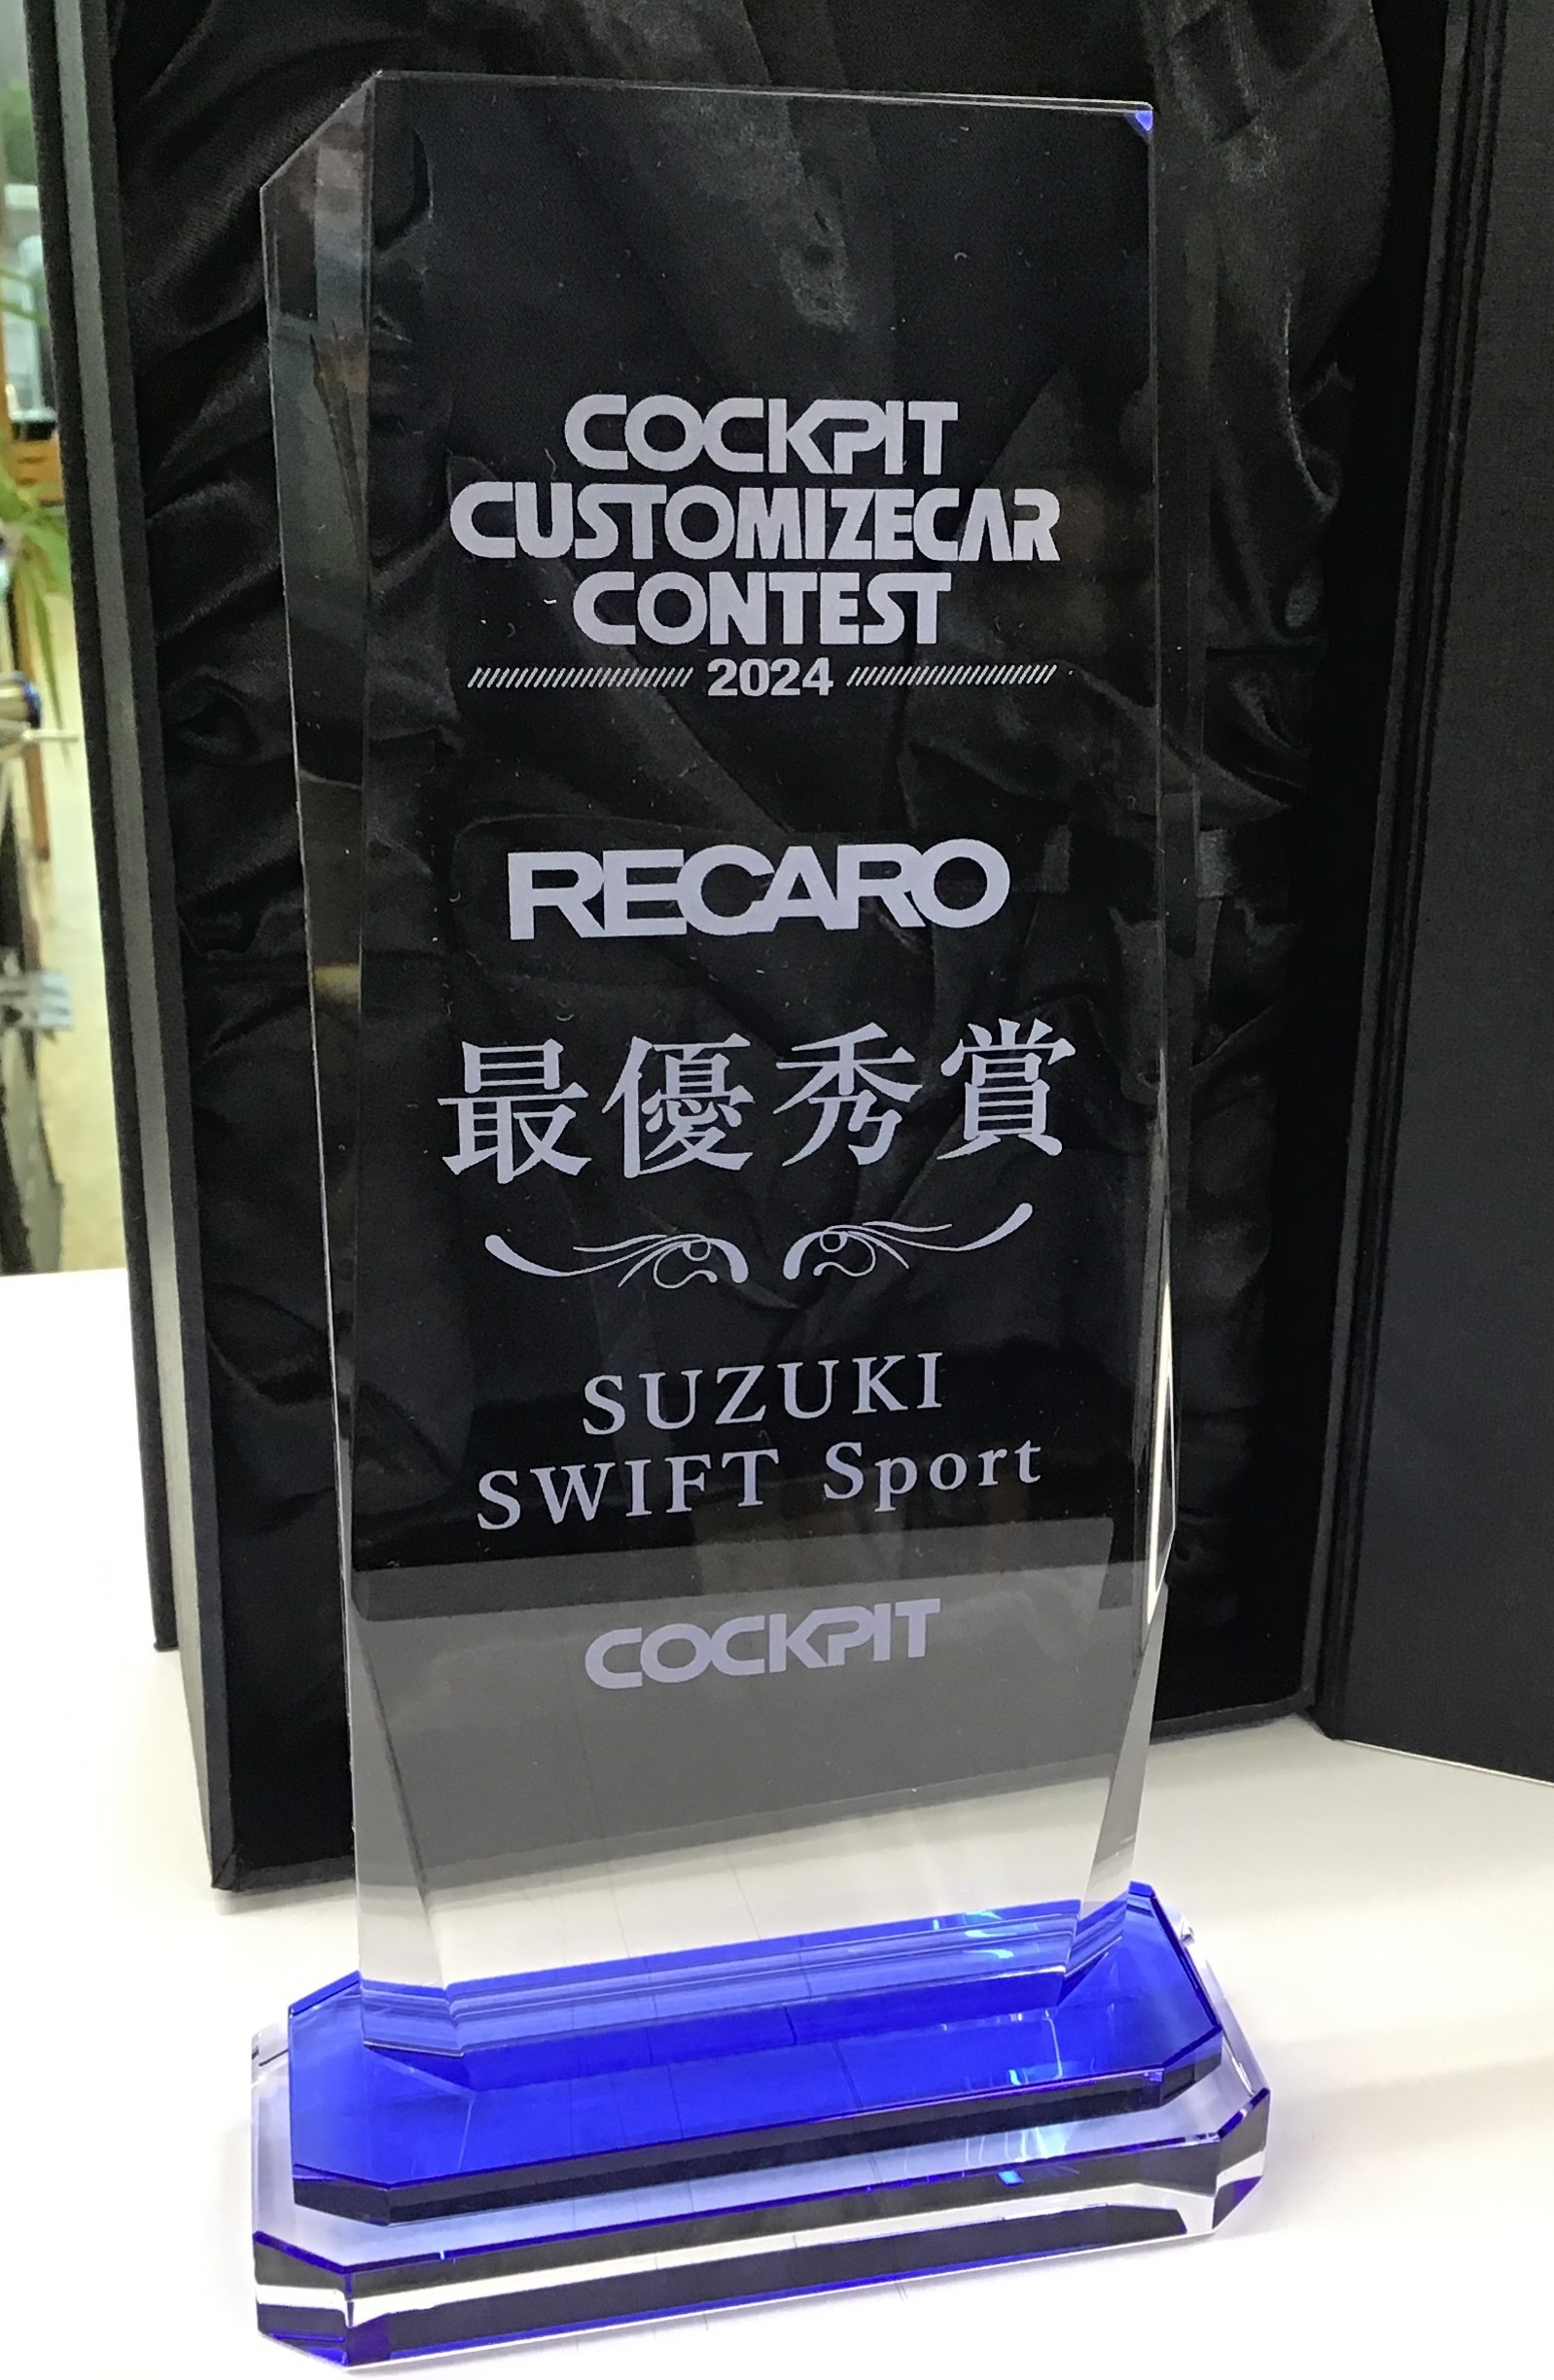 COCKPIT
CUSTOMIZECAR
CONTEST
2024
RECARO
最優秀賞
SUZUKI
SWIFT Sport
COCKPIT